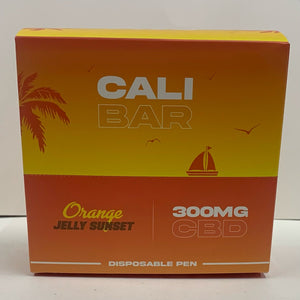 CALI
BAR
Orange
JELLY SUNSET
300MG
CBD
DISPOSABLE PEN